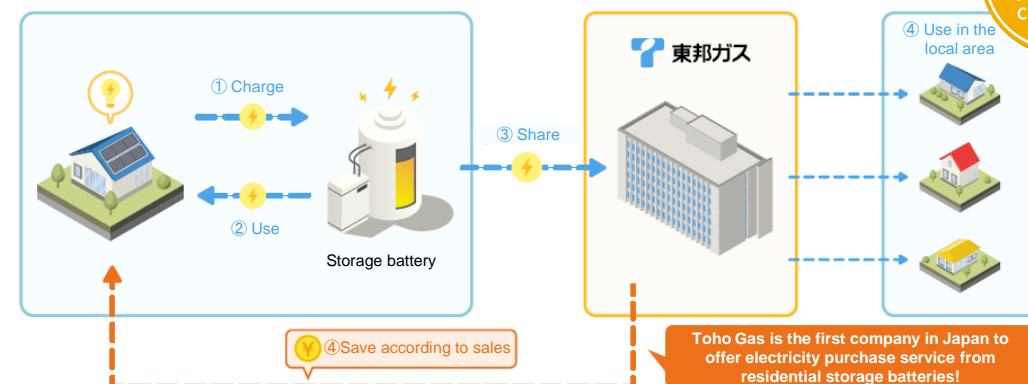 ① Charge
② Use
Storage battery
③ Share
東邦ガス
④ Use in the
local area
¥ ④Save according to sales
Toho Gas is the first company in Japan to
offer electricity purchase service from
residential storage batteries!